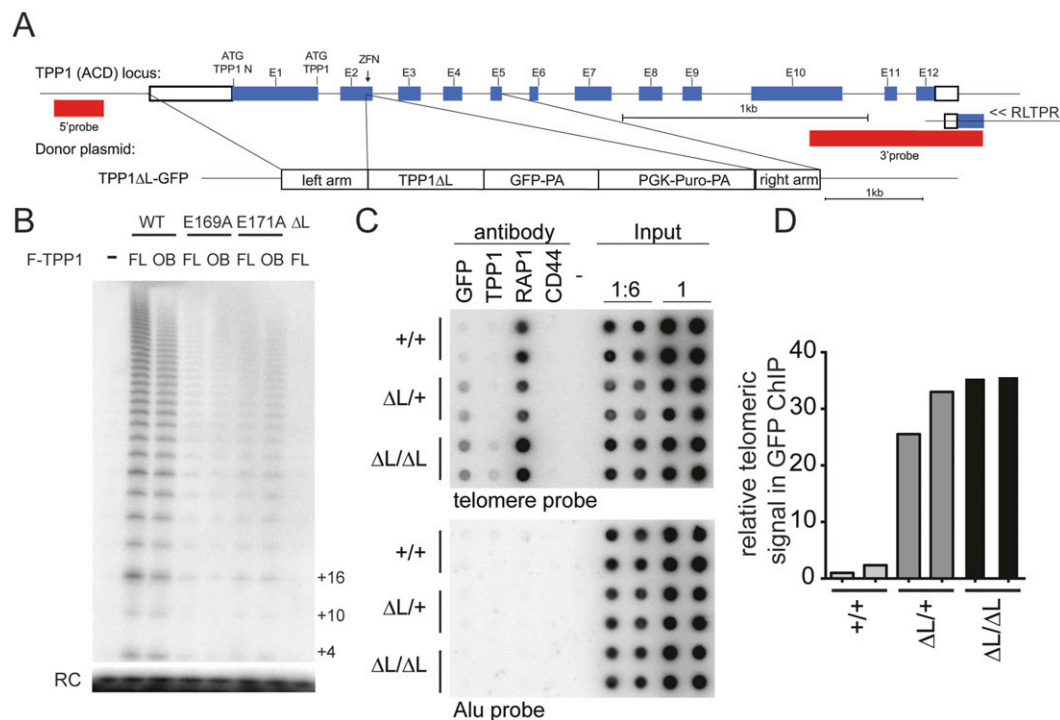 A
TPP1 (ACD) locus:
ATG
TPP1 N
E1
ATG
TPP1
E2
ZFN
E3
E4
E5
E6
E7
E8
E9
E10
E11
E12
1kb
<< RLTPR
5'probe
3'probe
Donor plasmid:
TPP1ΔL-GFP
left arm
TPP1ΔL
GFP-PA
PGK-Puro-PA
right arm
1kb
B
WT E169A E171A ΔL
F-TPP1 - FL OB FL OB FL OB FL
+16
+10
+4
RC
C
antibody Input
GFP TPP1 RAP1 CD44 - 1:6 1
+/+
ΔL/+
ΔL/ΔL
telomere probe
+/+
ΔL/+
ΔL/ΔL
Alu probe
D
relative telomeric
signal in GFP ChIP
40
30
20
10
0
+/+ ΔL/+ ΔL/ΔL